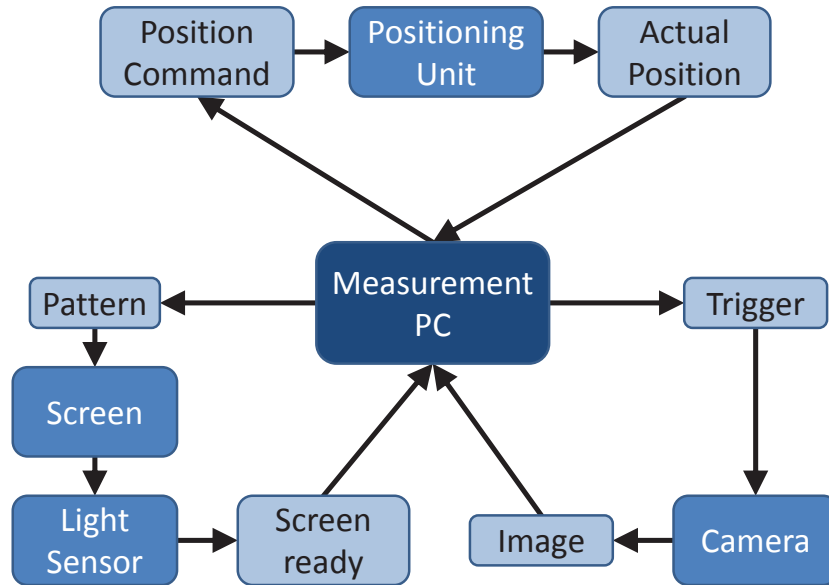 Position
Command
Positioning
Unit
Actual
Position
Measurement
PC
Pattern
Trigger
Screen
Light
Sensor
Screen
ready
Image
Camera